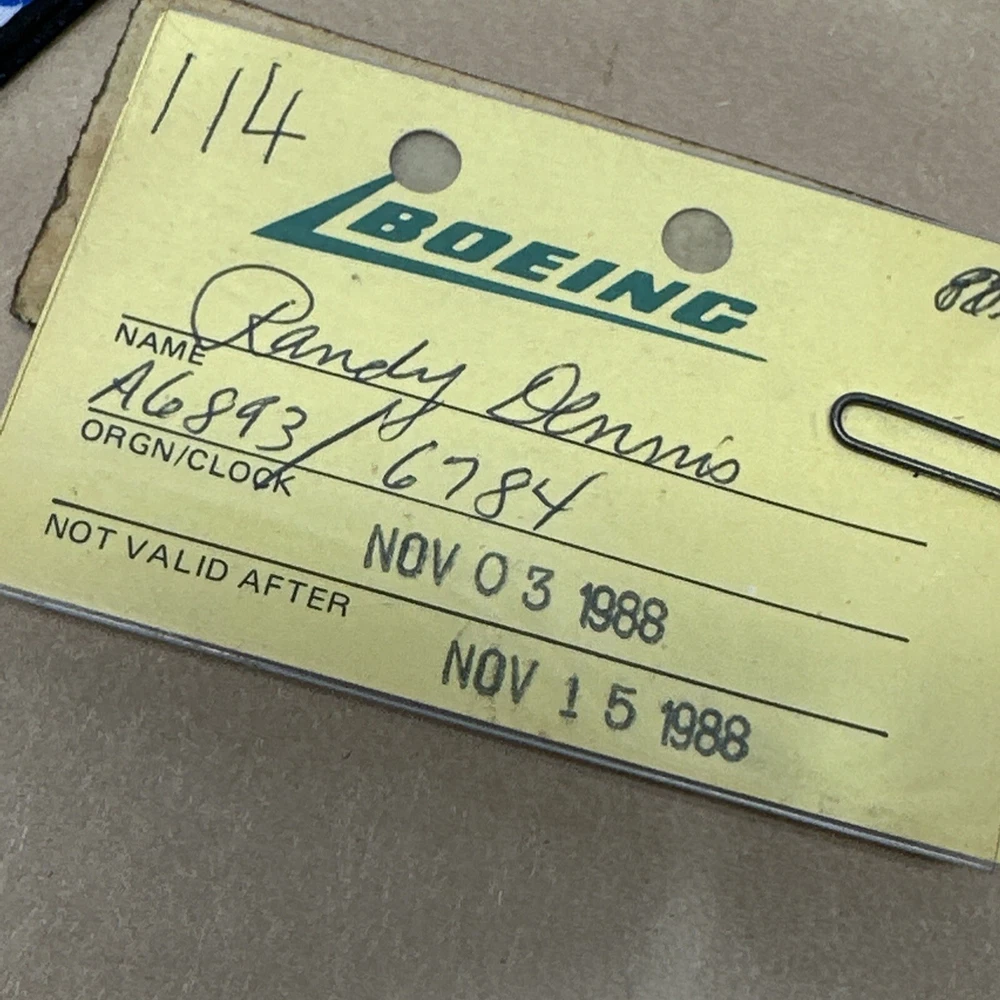 114
BOEING
Randy Dennis
NAME
A6893/6784
ORGN/CLOCK
NOV 03 1988
NOT VALID AFTER
NOV 15 1988